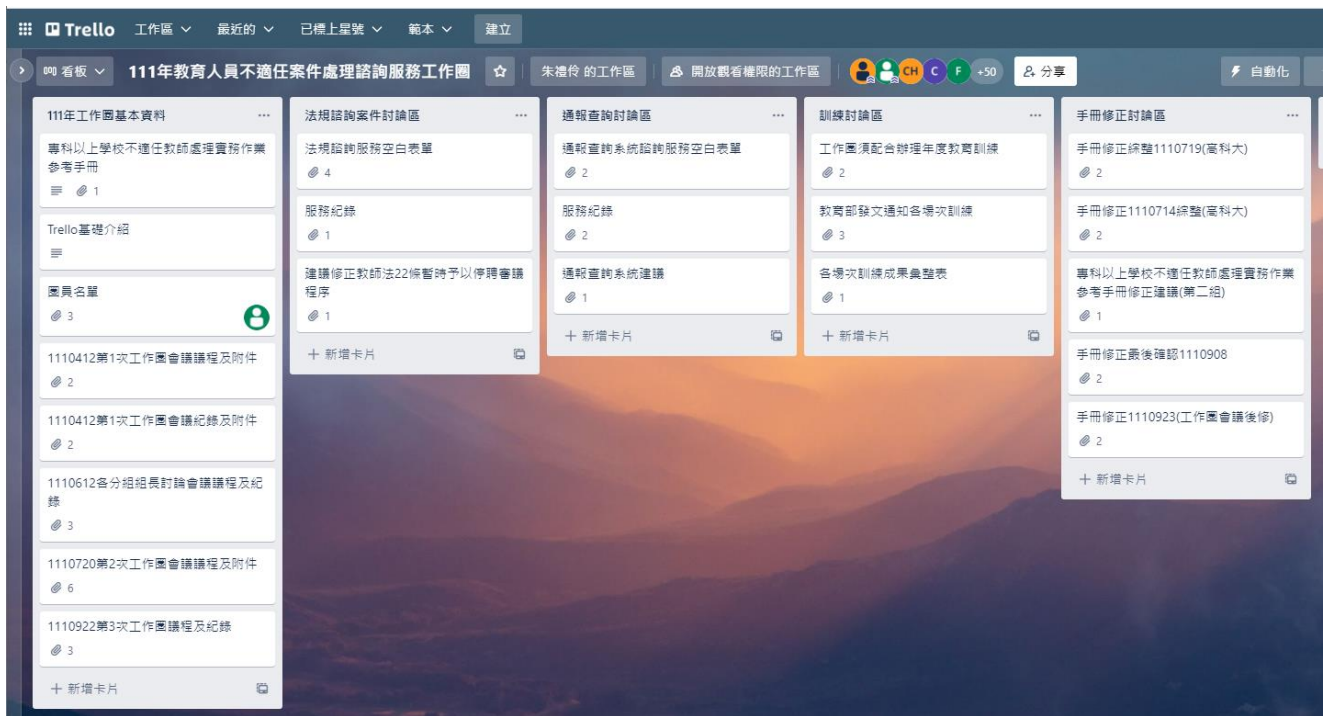 Trello 工作區 最近的 已標上星號 範本 建立
看板 111年教育人員不適任案件處理諮詢服務工作圈 朱禮伶 的工作區 開放觀看權限的工作區 CH C F +50 分享 自動化
111年工作圈基本資料
專科以上學校不適任教師處理實務作業
參考手冊
1
Trello基礎介紹
圈員名單
3
1110412第1次工作圈會議議程及附件
2
1110412第1次工作圈會議紀錄及附件
2
1110612各分組組長討論會議議程及紀
錄
3
1110720第2次工作圈會議議程及附件
6
1110922第3次工作圈議程及紀錄
3
+ 新增卡片
法規諮詢案件討論區
法規諮詢服務空白表單
4
服務紀錄
1
建議修正教師法22條暫時予以停聘審議
程序
1
+ 新增卡片
通報查詢討論區
通報查詢系統諮詢服務空白表單
2
服務紀錄
2
通報查詢系統建議
1
+ 新增卡片
訓練討論區
工作圈須配合辦理年度教育訓練
2
教育部發文通知各場次訓練
3
各場次訓練成果彙整表
1
+ 新增卡片
手冊修正討論區
手冊修正綜整1110719(高科大)
2
手冊修正1110714綜整(高科大)
2
專科以上學校不適任教師處理實務作業
參考手冊修正建議(第二組)
1
手冊修正最後確認1110908
2
手冊修正1110923(工作圈會議後修)
2
+ 新增卡片